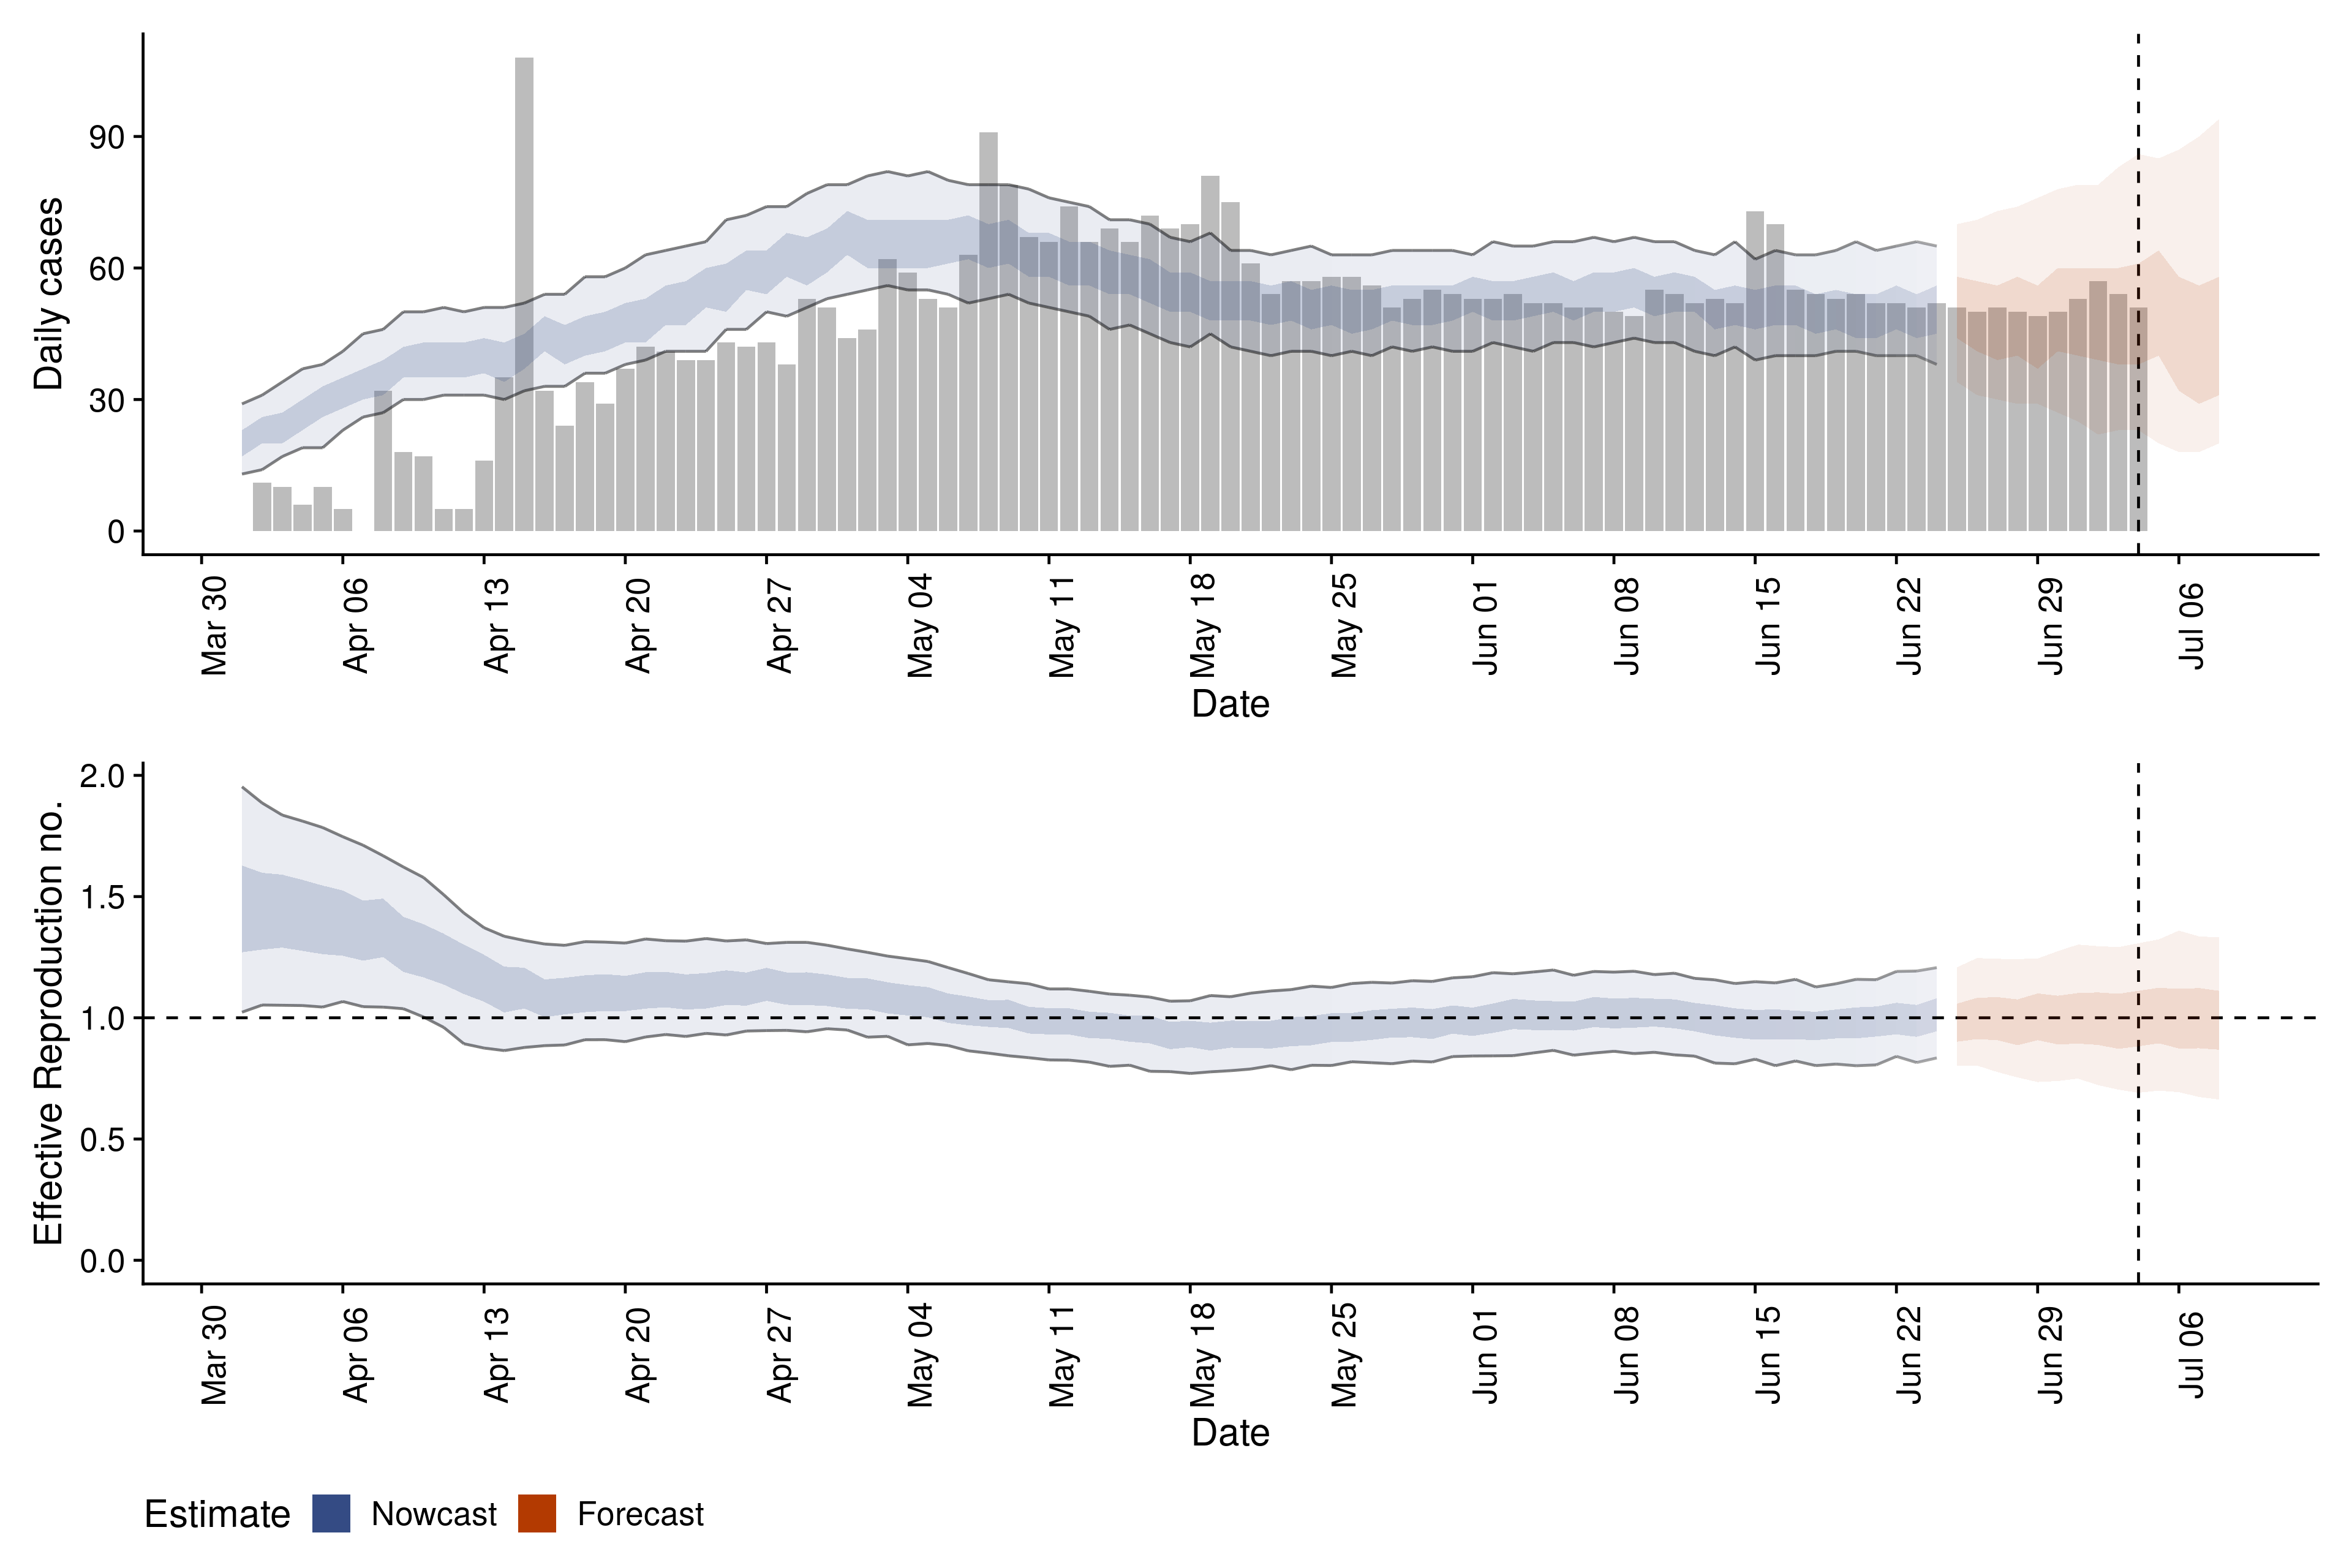 Daily cases
90
60
30
0
Mar 30
Apr 06
Apr 13
Apr 20
Apr 27
May 04
May 11
May 18
May 25
Jun 01
Jun 08
Jun 15
Jun 22
Jun 29
Jul 06
Date
Effective Reproduction no.
2.0
1.5
1.0
0.5
0.0
Mar 30
Apr 06
Apr 13
Apr 20
Apr 27
May 04
May 11
May 18
May 25
Jun 01
Jun 08
Jun 15
Jun 22
Jun 29
Jul 06
Date
Estimate Nowcast Forecast